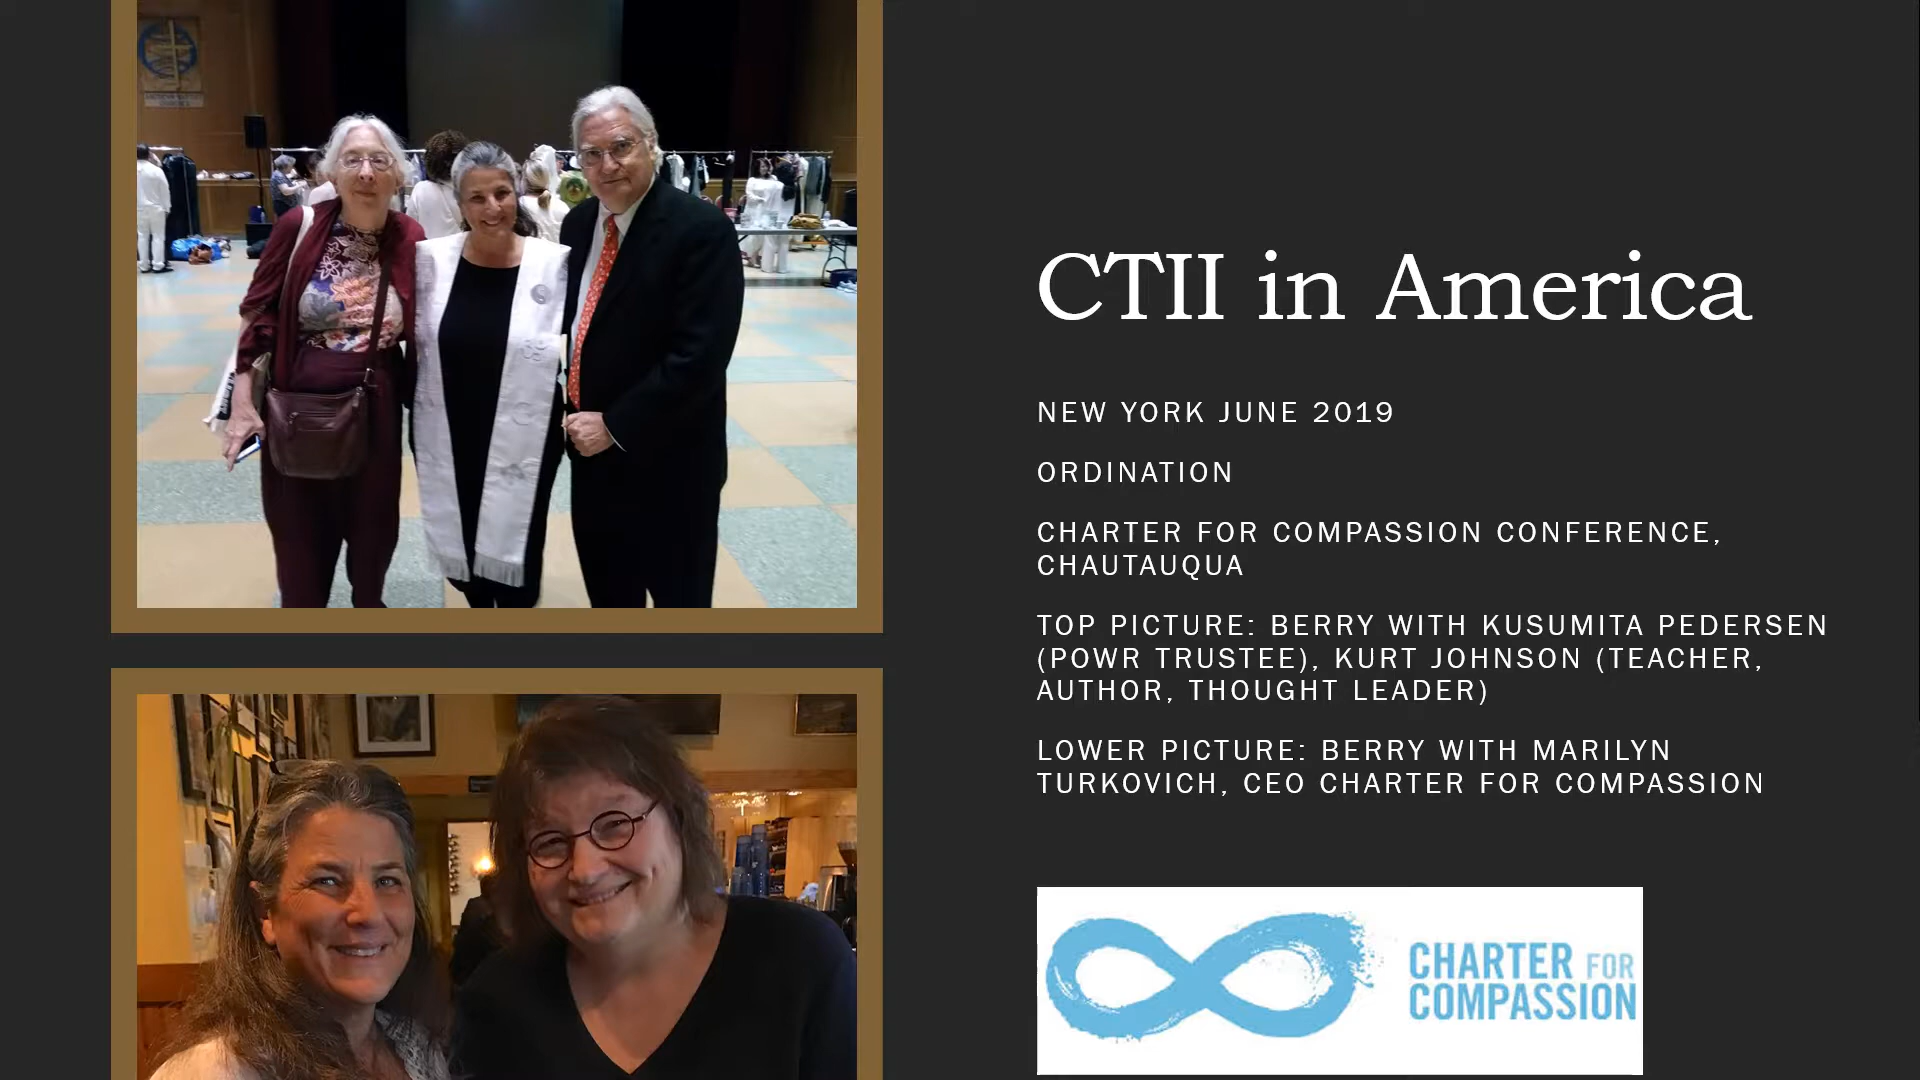 CTII in America
NEW YORK JUNE 2019
ORDINATION
CHARTER FOR COMPASSION CONFERENCE,
CHAUTAUQUA
TOP PICTURE: BERRY WITH KUSUMITA PEDERSEN
(POWR TRUSTEE), KURT JOHNSON (TEACHER,
AUTHOR, THOUGHT LEADER)
LOWER PICTURE: BERRY WITH MARILYN
TURKOVICH, CEO CHARTER FOR COMPASSION
CHARTER FOR
COMPASSION